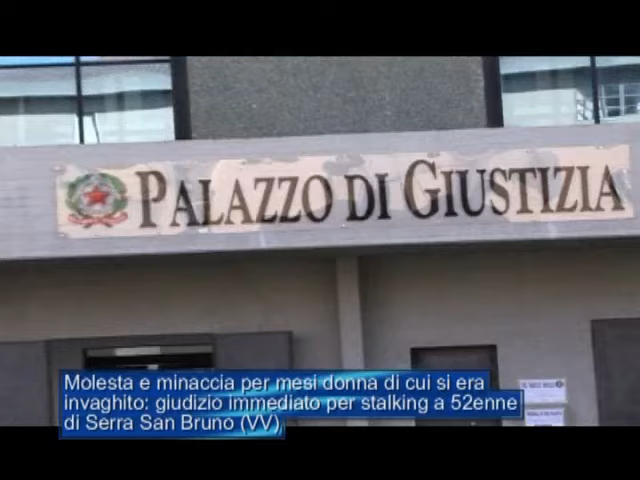 PALAZZO DI GIUSTIZIA
Molesta e minaccia per mesi donna di cui si era
invaghito: giudizio immediato per stalking a 52enne
di Serra San Bruno (VV)